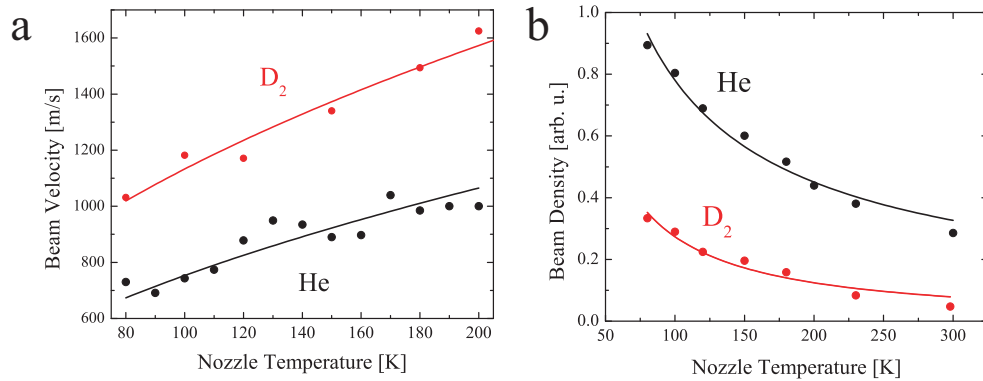 a
1600
1400
1200
1000
800
600
Beam Velocity [m/s]
D2
He
80 100 120 140 160 180 200
Nozzle Temperature [K]
b
1.0
0.8
0.6
0.4
0.2
0.0
Beam Density [arb. u.]
He
D2
100 150 200 250 300
Nozzle Temperature [K]